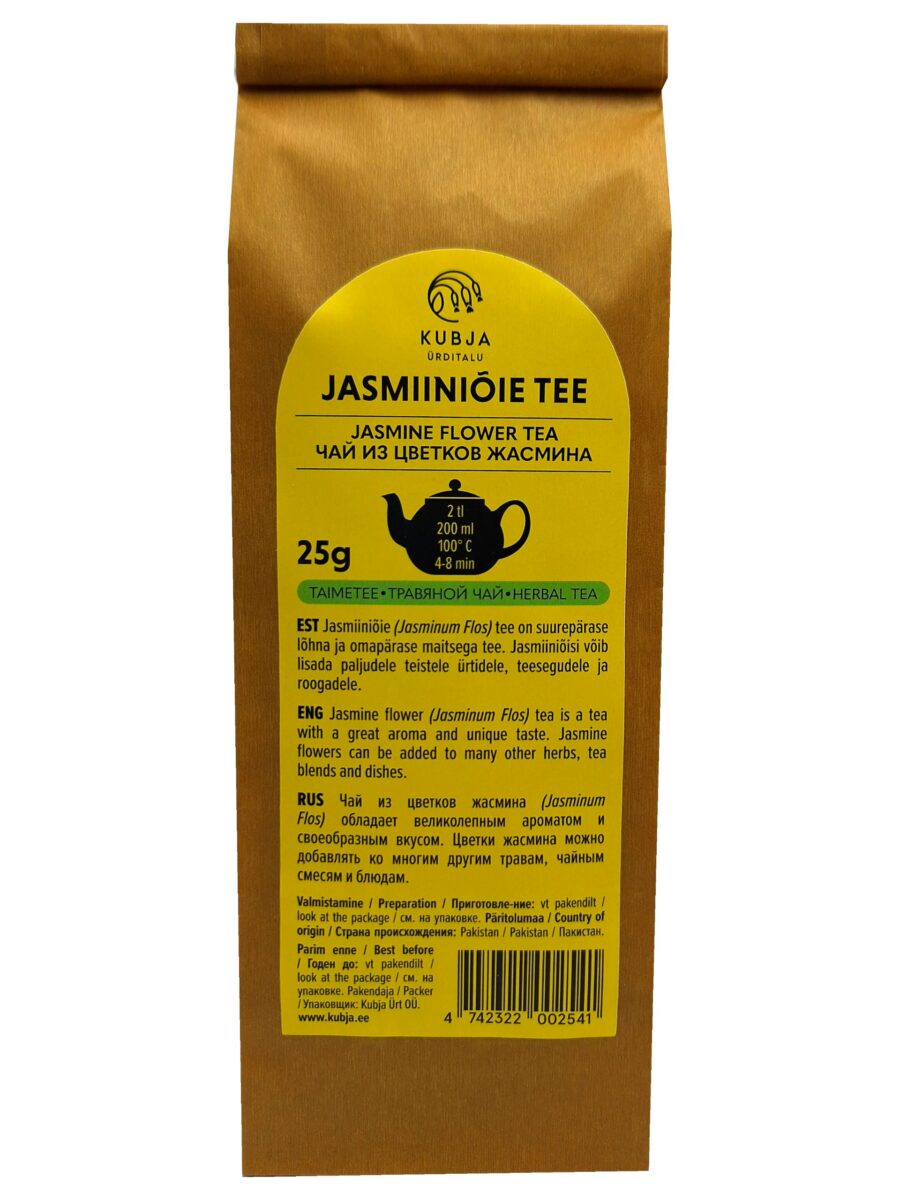 KUBJA
ÜRDITALU
JASMIINIÕIE TEE
JASMINE FLOWER TEA
ЧАЙ ИЗ ЦВЕТКОВ ЖАСМИНА
2 tl
200 ml
100° C
4-8 min
25g
TAIMETEE•ТРАВЯНОЙ ЧАЙ•HERBAL TEA
EST Jasmiiniõie (Jasminum Flos) tee on suurepärase
lõhna ja omapärase maitsega tee. Jasmiiniõisi võib
lisada paljudele teistele ürtidele, teesegudele ja
roogadele.
ENG Jasmine flower (Jasminum Flos) tea is a tea
with a great aroma and unique taste. Jasmine
flowers can be added to many other herbs, tea
blends and dishes.
RUS Чай из цветков жасмина (Jasminum
Flos) обладает великолепным ароматом и
своеобразным вкусом. Цветки жасмина можно
добавлять ко многим другим травам, чайным
смесям и блюдам.
Valmistamine / Preparation / Приготовле-ние: vt pakendilt /
look at the package / см. на упаковке. Päritolumaa / Country of
origin / Страна происхождения: Pakistan / Pakistan / Пакистан.
Parim enne / Best before
/ Годен до: vt pakendilt /
look at the package / см. на
упаковке. Pakendaja / Packer
/ Упаковщик: Kubja Ürt OÜ.
www.kubja.ee
4 742322 002541